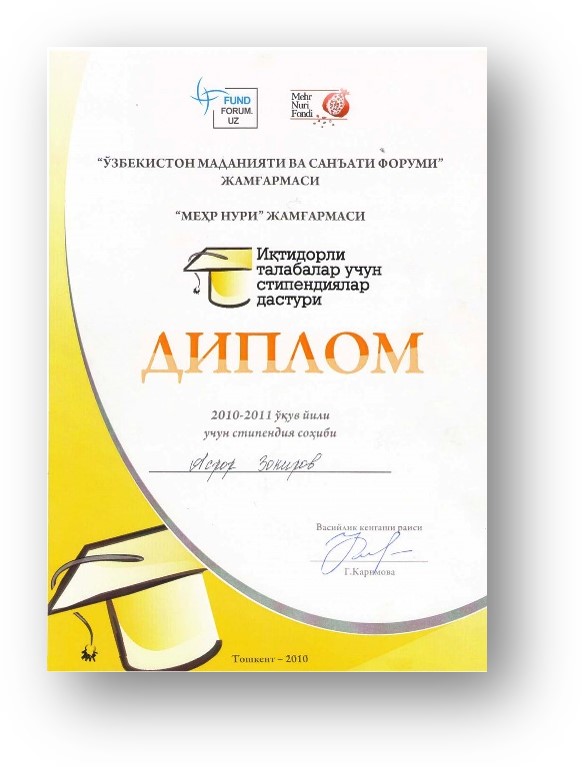 FUND
FORUM.
UZ
Mehr
Nuri
Fondi
“ЎЗБЕКИСТОН МАДАНИЯТИ ВА САНЪАТИ ФОРУМИ”
ЖАМҒАРМАСИ
“МЕҲР НУРИ” ЖАМҒАРМАСИ
Иқтидорли
талабалар учун
стипендиялар
дастури
ДИПЛОМ
2010-2011 ўқув йили
учун стипендия соҳиби
Асрор Зокиров
Васийлик кенгаши раиси
Г.Каримова
Тошкент – 2010